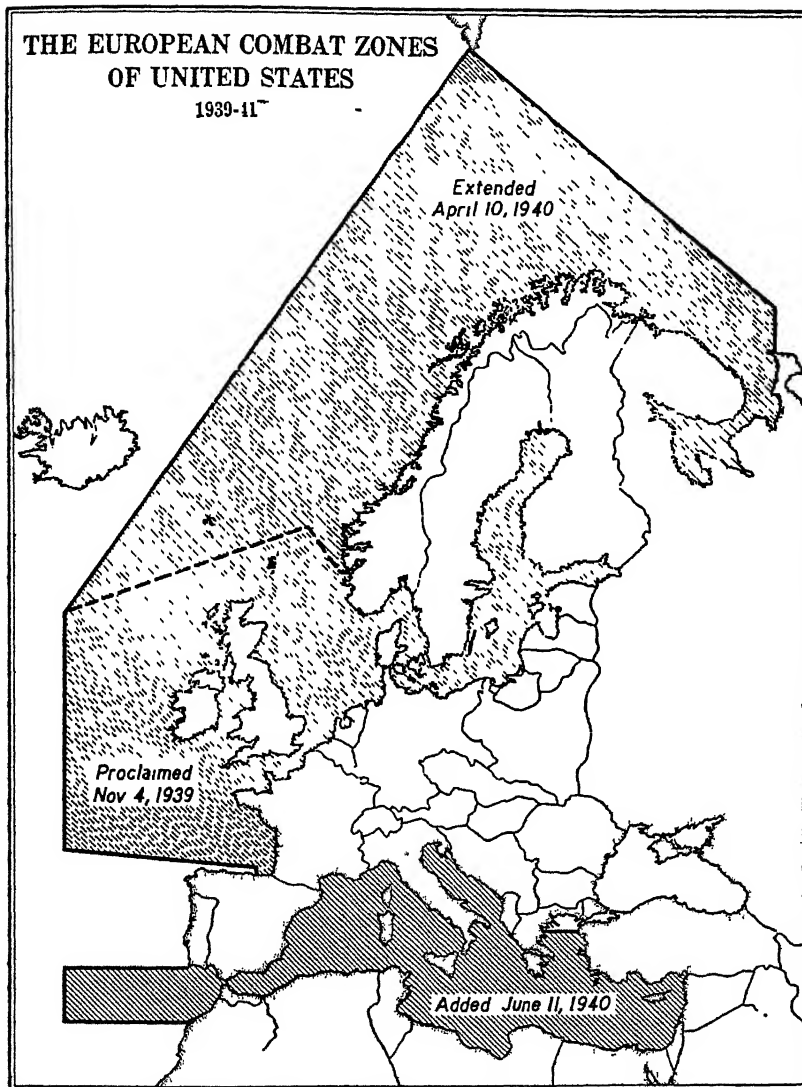 THE EUROPEAN COMBAT ZONES
OF UNITED STATES
1939-41
Extended
April 10, 1940
Proclaimed
Nov 4, 1939
Added June 11, 1940